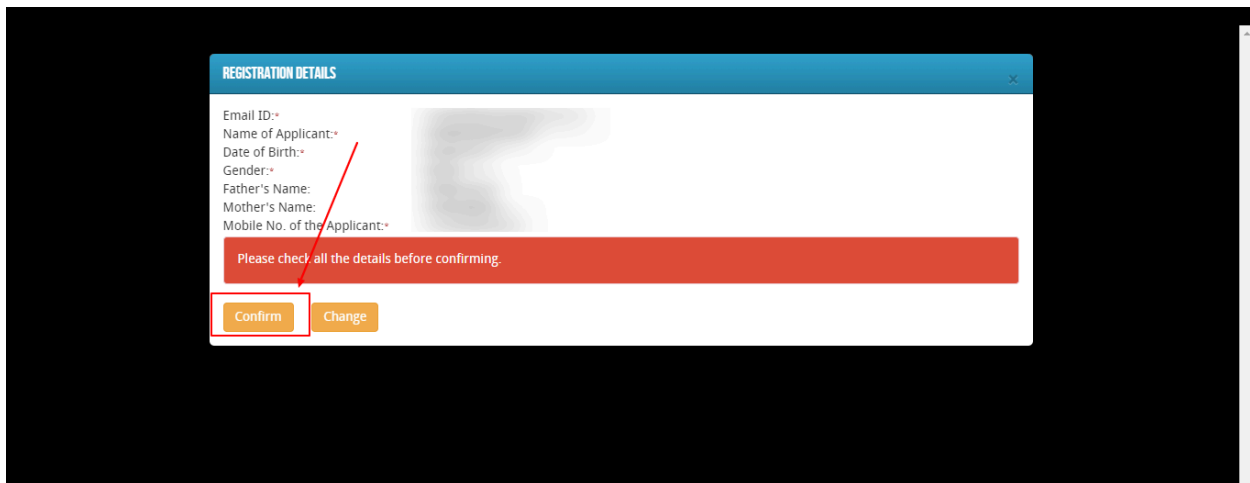 REGISTRATION DETAILS
Email ID:*
Name of Applicant:*
Date of Birth:*
Gender:*
Father's Name:
Mother's Name:
Mobile No. of the Applicant:*
Please check all the details before confirming.
Confirm Change